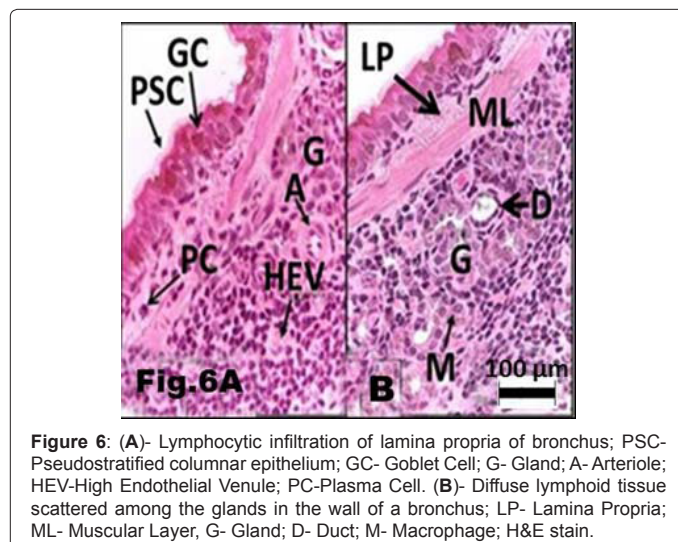 GC
PSC
G
A
PC
HEV
Fig.6A
LP
ML
D
G
M
B
100 µm
Figure 6: (A)- Lymphocytic infiltration of lamina propria of bronchus; PSC-
Pseudostratified columnar epithelium; GC- Goblet Cell; G- Gland; A- Arteriole;
HEV-High Endothelial Venule; PC-Plasma Cell. (B)- Diffuse lymphoid tissue
scattered among the glands in the wall of a bronchus; LP- Lamina Propria;
ML- Muscular Layer, G- Gland; D- Duct; M- Macrophage; H&E stain.